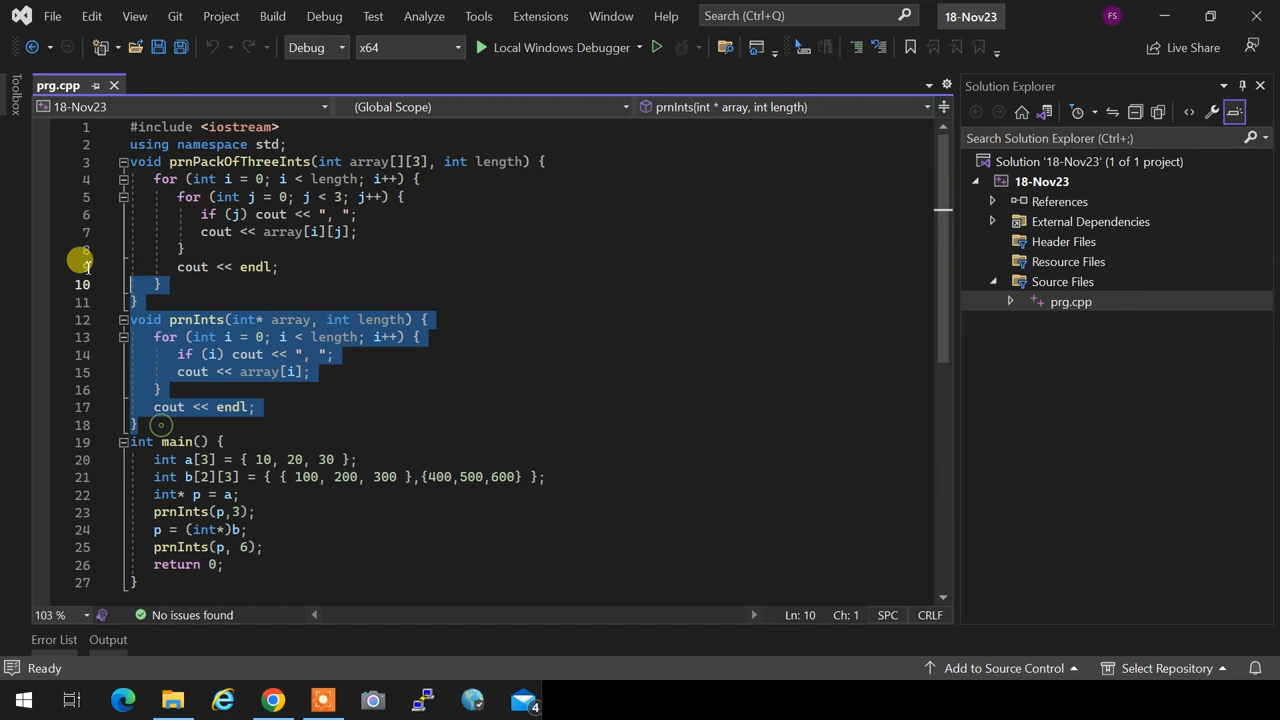 File Edit View Git Project Build Debug Test Analyze Tools Extensions Window Help Search (Ctrl+Q) 18-Nov23 FS
Debug x64 Local Windows Debugger Live Share
Toolbox
prg.cpp
18-Nov23 (Global Scope) prnInts(int * array, int length)
1 #include <iostream>
2 using namespace std;
3 void prnPackOfThreeInts(int array[][3], int length) {
4 for (int i = 0; i < length; i++) {
5 for (int j = 0; j < 3; j++) {
6 if (j) cout << ", ";
7 cout << array[i][j];
8 }
9 cout << endl;
10 }
11 }
12 void prnInts(int* array, int length) {
13 for (int i = 0; i < length; i++) {
14 if (i) cout << ", ";
15 cout << array[i];
16 }
17 cout << endl;
18 }
19 int main() {
20 int a[3] = { 10, 20, 30 };
21 int b[2][3] = { { 100, 200, 300 },{400,500,600} };
22 int* p = a;
23 prnInts(p,3);
24 p = (int*)b;
25 prnInts(p, 6);
26 return 0;
27 }
103 % No issues found Ln: 10 Ch: 1 SPC CRLF
Solution Explorer
Search Solution Explorer (Ctrl+;)
Solution '18-Nov23' (1 of 1 project)
18-Nov23
References
External Dependencies
Header Files
Resource Files
Source Files
prg.cpp
Error List Output
Ready Add to Source Control Select Repository
4